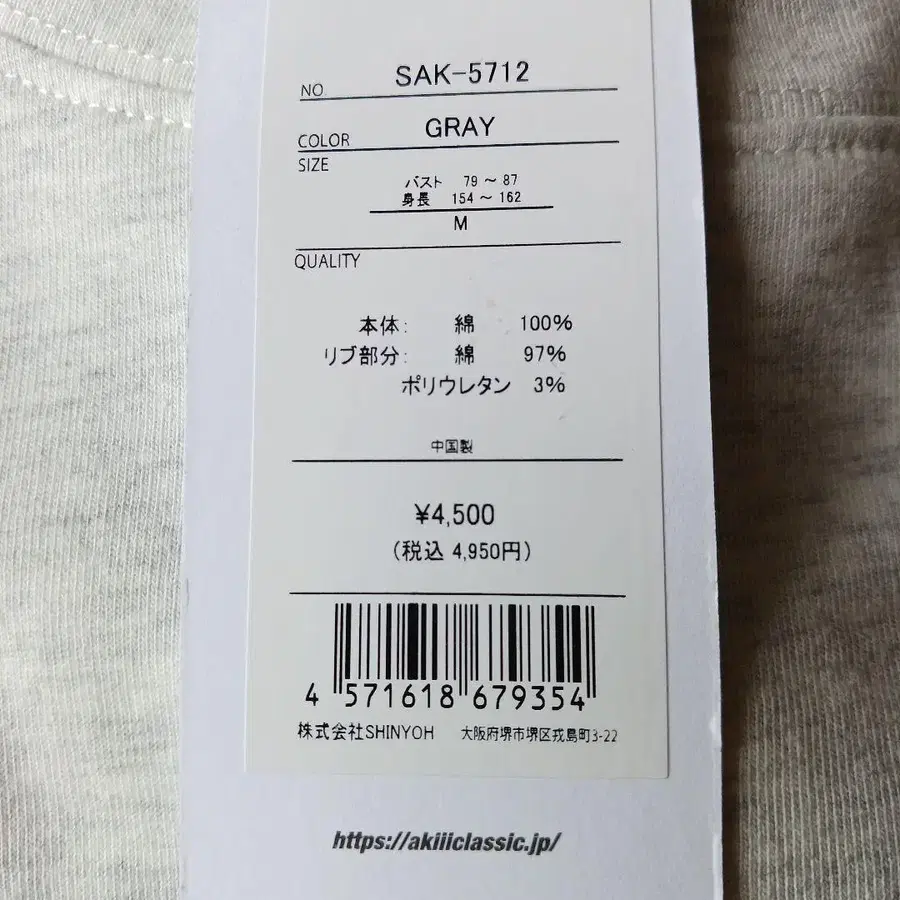 NO. SAK-5712
COLOR GRAY
SIZE
バスト 79 ~ 87
身長 154 ~ 162
M
QUALITY
本体: 綿 100%
リブ部分: 綿 97%
ポリウレタン 3%
中国製
¥4,500
(税込 4,950円)
4 571618 679354
株式会社SHINYOH 大阪府堺市堺区戎島町3-22
https://akiiiclassic.jp/